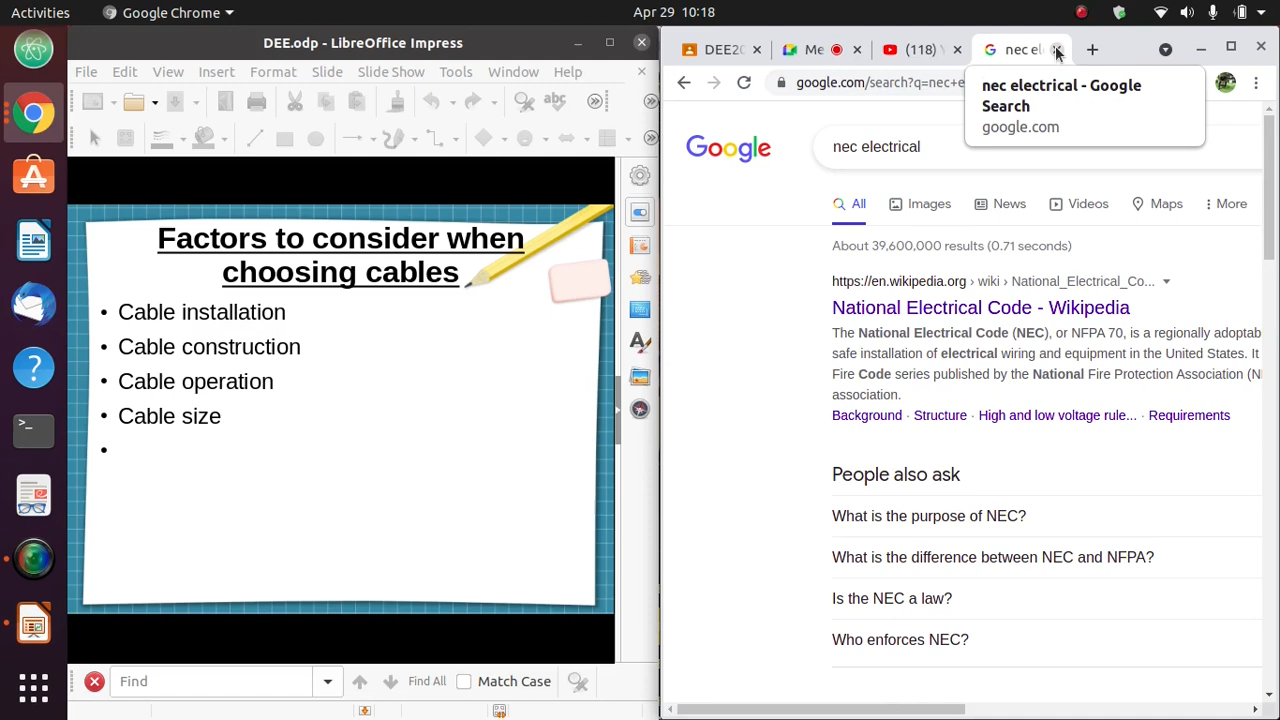 Activities
Google Chrome
Apr 29 10:18
DEE.odp - LibreOffice Impress
File Edit View Insert Format Slide Slide Show Tools
abc
Factors to consider when
choosing cables
• Cable installation
• Cable construction
• Cable operation
• Cable size
•
Find
Find All
Match Case
DEE20
Me
(118) Y
nec el
google.com/search?q=nec+e
nec electrical - Google
Search
google.com
Google
nec electrical
All
Images
News
Videos
Maps
More
About 39,600,000 results (0.71 seconds)
https://en.wikipedia.org › wiki › National_Electrical_Co...
National Electrical Code - Wikipedia
The National Electrical Code (NEC), or NFPA 70, is a regionally adoptab
safe installation of electrical wiring and equipment in the United States. It
Fire Code series published by the National Fire Protection Association (N
association.
Background · Structure · High and low voltage rule... · Requirements
People also ask
What is the purpose of NEC?
What is the difference between NEC and NFPA?
Is the NEC a law?
Who enforces NEC?